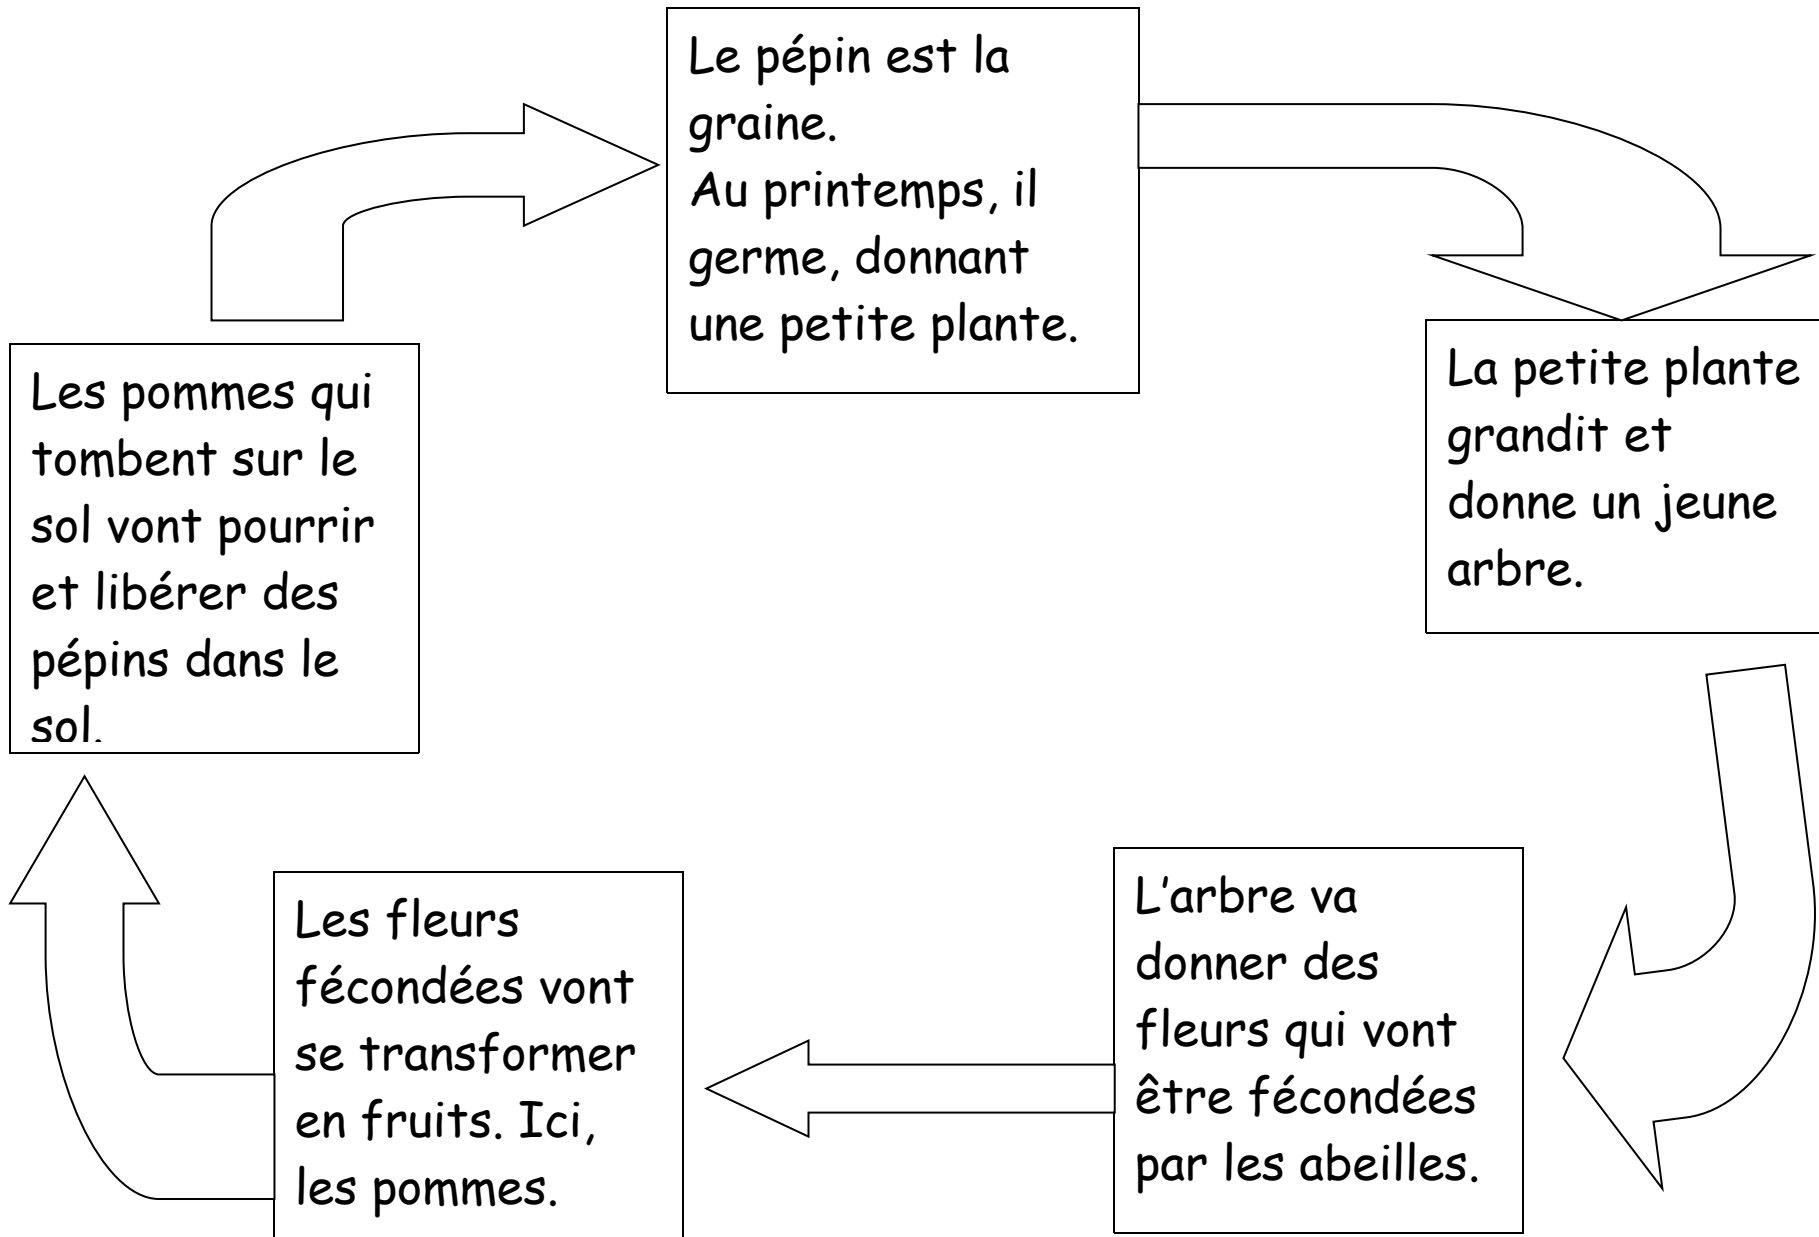 Le pépin est la
graine.
Au printemps, il
germe, donnant
une petite plante.
La petite plante
grandit et
donne un jeune
arbre.
L'arbre va
donner des
fleurs qui vont
être fécondées
par les abeilles.
Les fleurs
fécondées vont
se transformer
en fruits. Ici,
les pommes.
Les pommes qui
tombent sur le
sol vont pourrir
et libérer des
pépins dans le
sol.